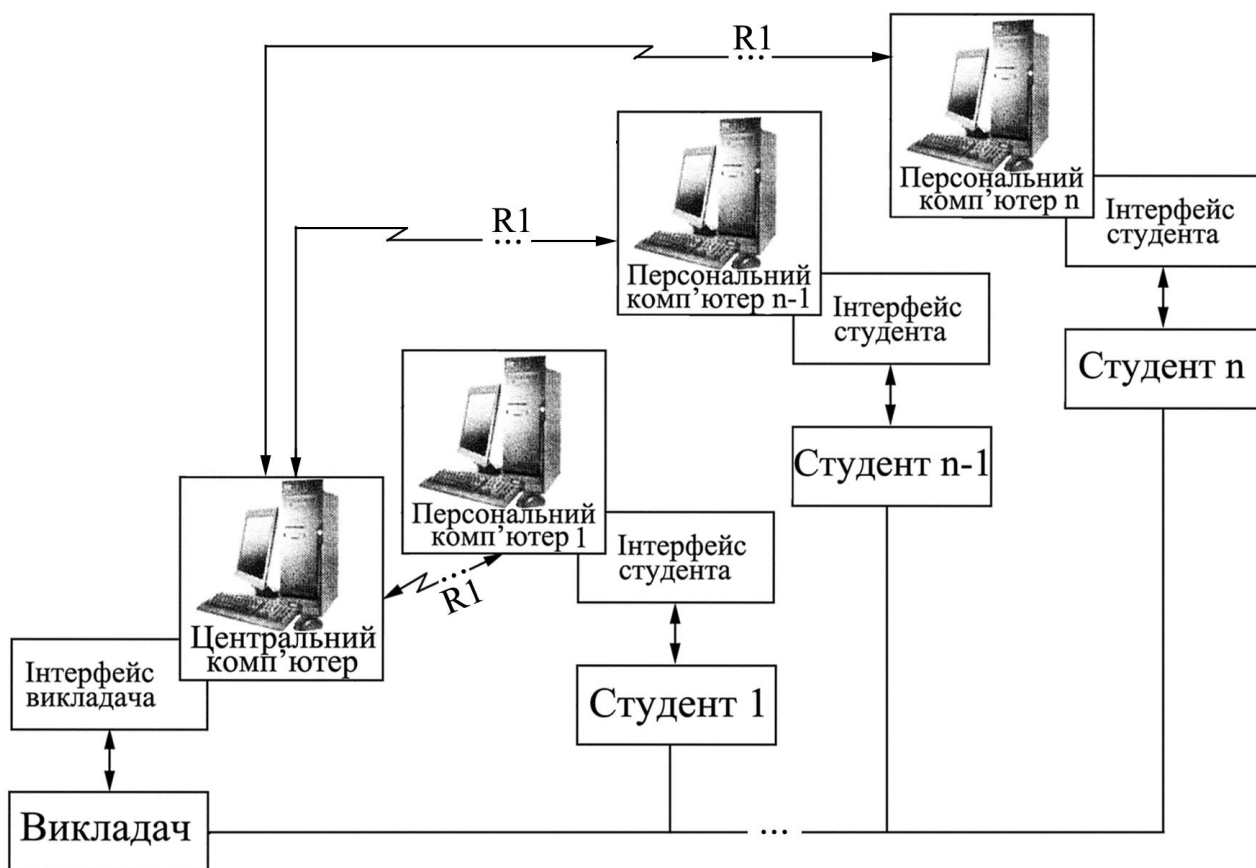 R1
...
Персональний
комп’ютер n
Інтерфейс
студента
Студент n
R1
...
Персональний
комп’ютер n-1
Інтерфейс
студента
Студент n-1
Персональний
комп’ютер 1
Інтерфейс
студента
Студент 1
...
R1
Центральний
комп’ютер
Інтерфейс
викладача
Викладач
...